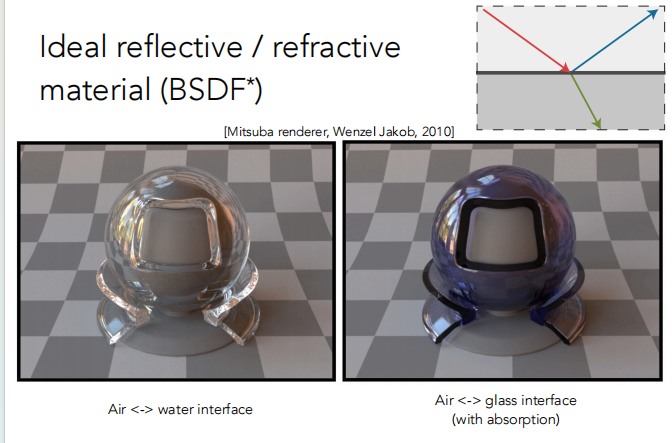 Ideal reflective / refractive
material (BSDF*)
[Mitsuba renderer, Wenzel Jakob, 2010]
Air <-> water interface
Air <-> glass interface
(with absorption)